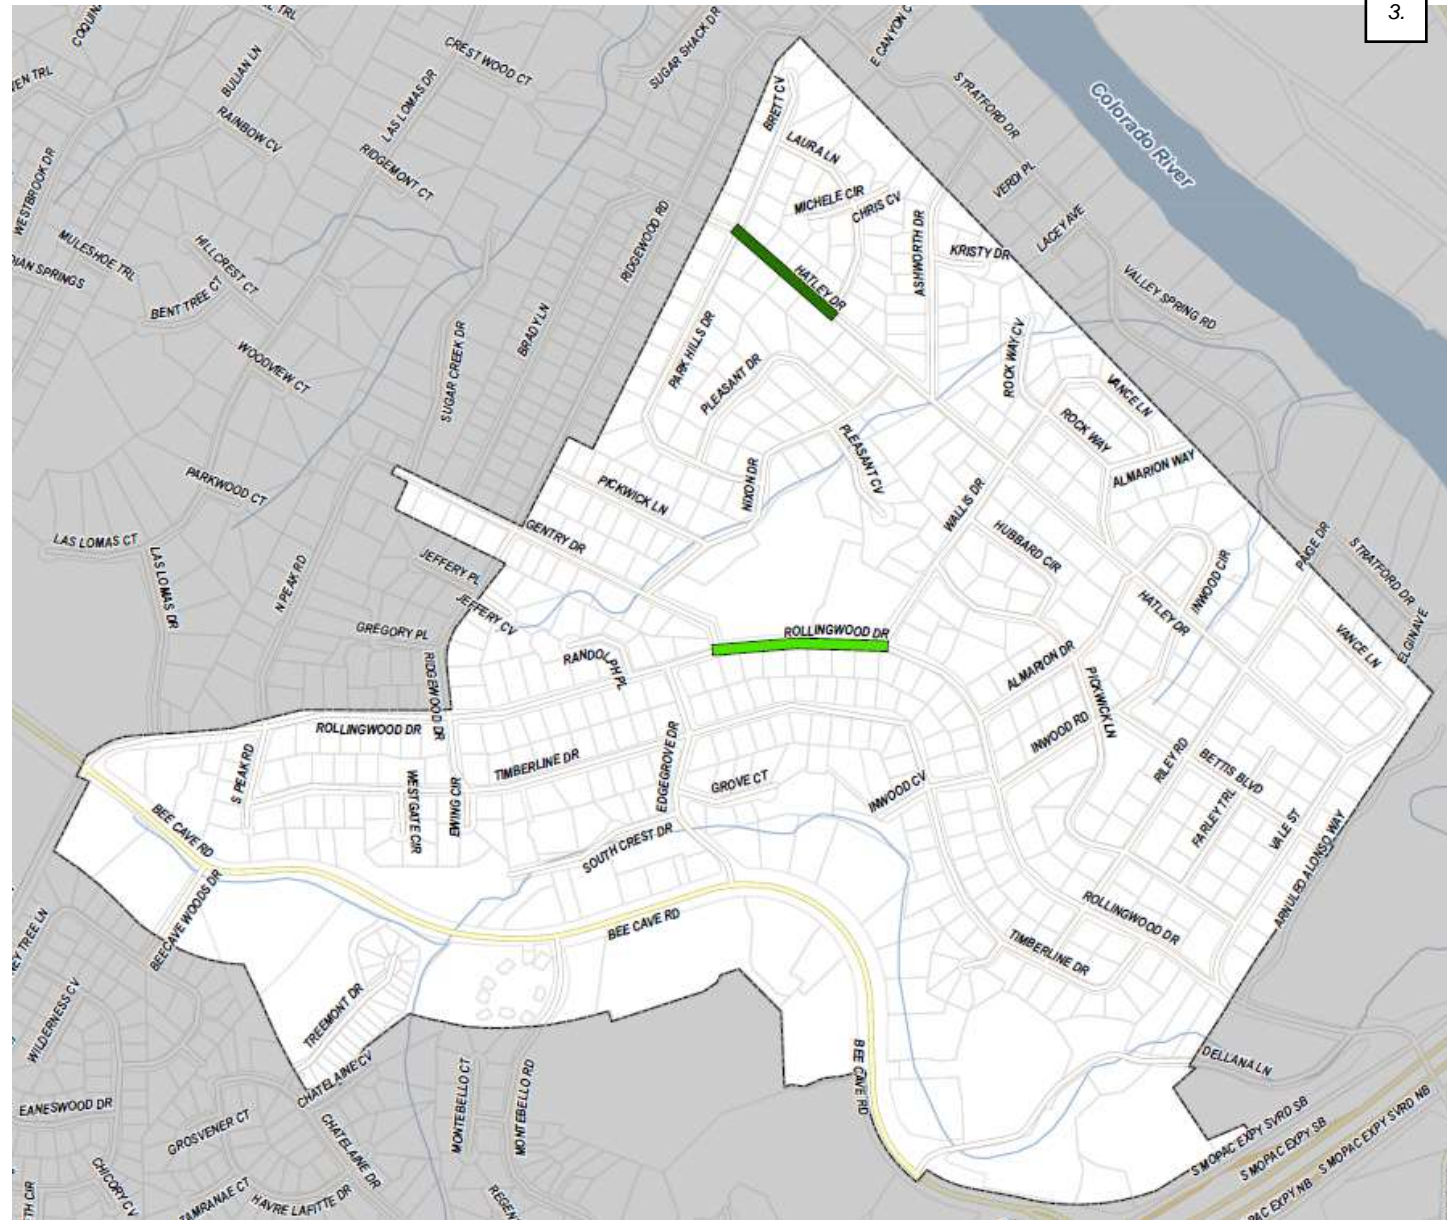 3.
TRL
CREST WOOD CT
SUGAR SHACK DR
E CANYON C
BULIAN LN
LAS LOMAS DR
BRETT CV
STRATFORD DR
Colorado River
RAINBOW CV
RIDGEMONT CT
LAURA LN
VERDI PL
WESTBROOK DR
MICHELE CIR
CHRIS CV
LACEY AVE
MULESHOE TRL
HILLCREST CT
RIDGEWOOD RD
ASHWORTH DR
KRISTY DR
BENT TREE CT
HATLEY DR
VALLEY SPRING RD
WOODVIEW CT
SUGAR CREEK DR
BRADY LN
PARK HILLS DR
PLEASANT DR
ROCK WAY CV
VANCE LN
ROCK WAY
ALMARION WAY
PARKWOOD CT
PICKWICK LN
NIXON DR
PLEASANT CV
WALLIS DR
LAS LOMAS CT
LAS LOMAS DR
N PEAK RD
GENTRY DR
HUBBARD CIR
PAIGE DR
STRATFORD DR
JEFFERY PL
JEFFERY CV
INWOOD CIR
HATLEY DR
GREGORY PL
RIDGEWOOD DR
RANDOLPH PL
ROLLINGWOOD DR
ALMARION DR
PICKWICK LN
VANCE LN
ELGIN AVE
ROLLINGWOOD DR
S PEAK RD
TIMBERLINE DR
EDGEGROVE DR
GROVE CT
INWOOD RD
INWOOD CV
RILEY RD
BETTIS BLVD
FARLEY TRL
VALE ST
BEE CAVE RD
WESTGATE CIR
EWING CIR
SOUTH CREST DR
ARNULFO ALONSO WAY
BEECAVE WOODS DR
BEE CAVE RD
ROLLINGWOOD DR
TIMBERLINE DR
WILDERNESS CV
TREEMONT DR
CHATELAINE CV
BEE CAVE RD
DELLANA LN
EANESWOOD DR
GROSVENER CT
CHATELAINE DR
MONTEBELLO CT
MONTEBELLO RD
S MOPAC EXPY SVRD SB
S MOPAC EXPY SB
S MOPAC EXPY SVRD NB
CHICORY CV
TAMRANAE CT
HAVRE LAFITTE DR